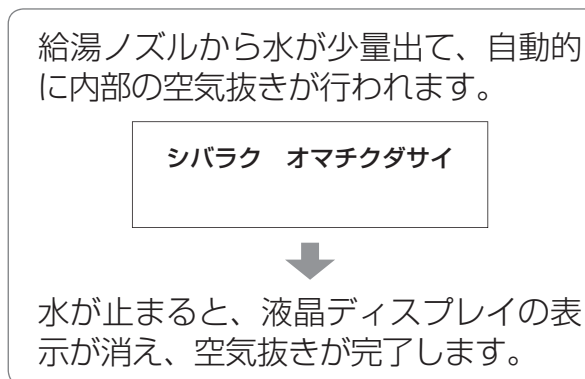 給湯ノズルから水が少量出て、自動的
に内部の空気抜きが行われます。
シバラク　オマチクダサイ
水が止まると、液晶ディスプレイの表
示が消え、空気抜きが完了します。